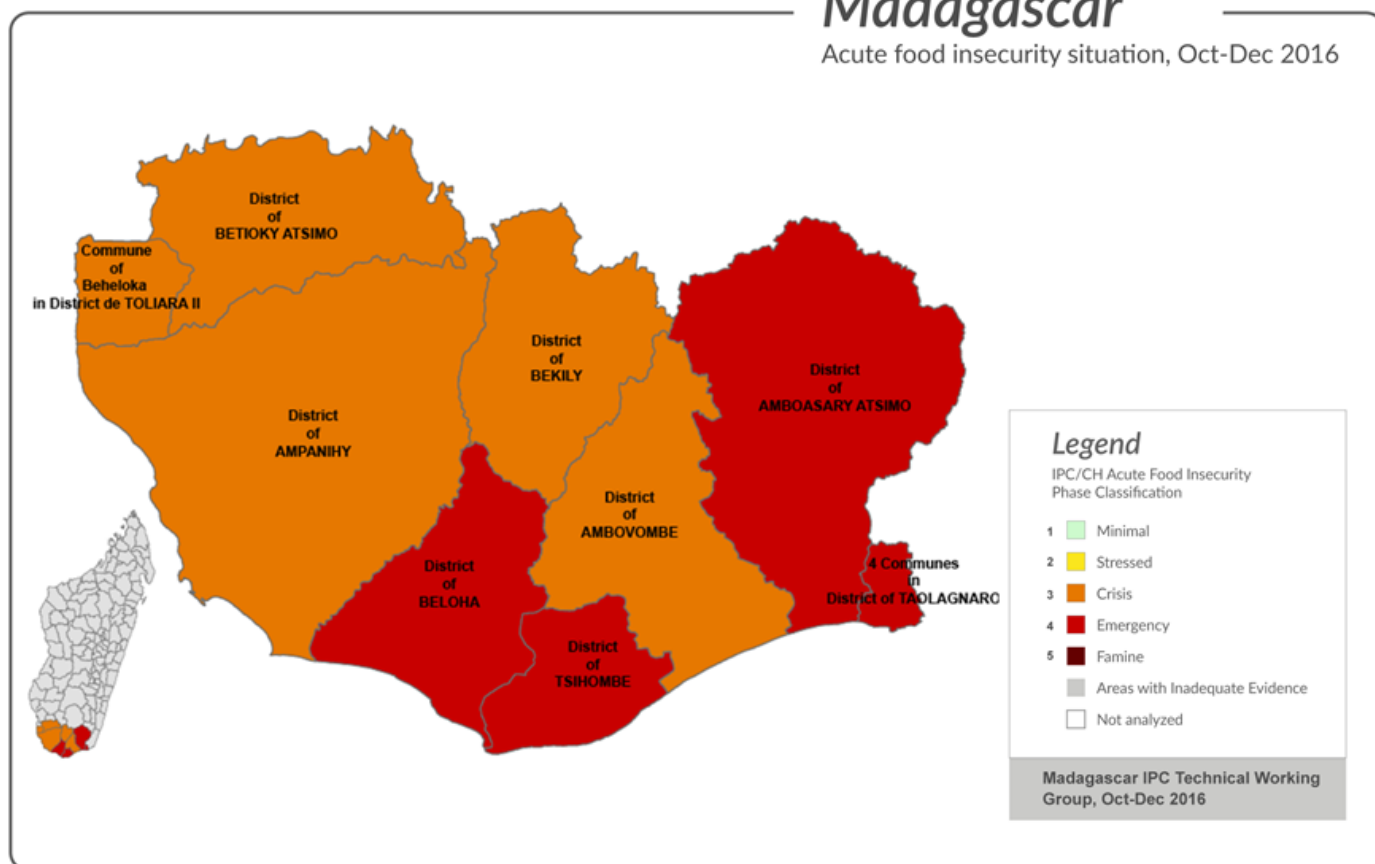 Madagascar
Acute food insecurity situation, Oct-Dec 2016
District
of
BETIOKY ATSIMO
Commune
of
Beheloka
in District de TOLIARA II
District
of
BEKILY
District
of
AMBOASARY ATSIMO
District
of
AMPANIHY
District
of
AMBOVOMBE
District
of
BELOHA
4 Communes
in
District of TAOLAGNARO
District
of
TSIHOMBE
Legend
IPC/CH Acute Food Insecurity
Phase Classification
1 Minimal
2 Stressed
3 Crisis
4 Emergency
5 Famine
Areas with Inadequate Evidence
Not analyzed
Madagascar IPC Technical Working
Group, Oct-Dec 2016